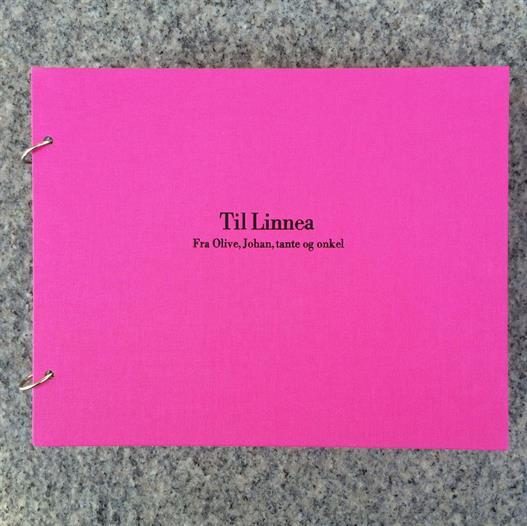 Til Linnea
Fra Olive, Johan, tante og onkel